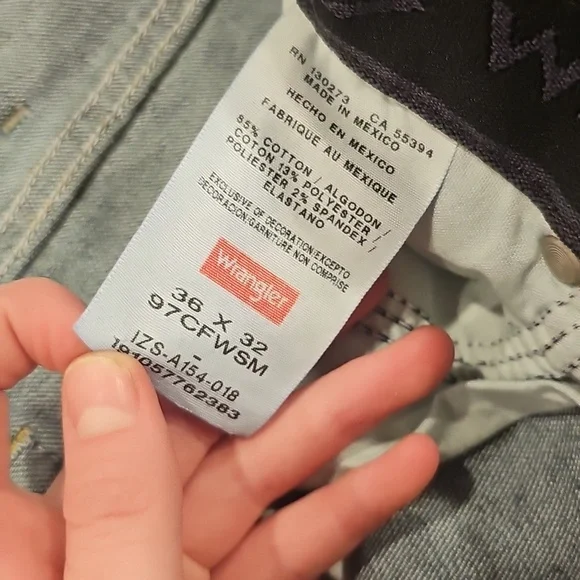 RN 130273 CA 55394
MADE IN MEXICO
HECHO EN MEXICO
FABRIQUE AU MEXIQUE
85% COTTON / ALGODON /
COTON 13% POLYESTER /
POLIESTER 2% SPANDEX /
ELASTANO
EXCLUSIVE OF DECORATION/EXCEPTO
DECORACION/GARNITURE NON COMPRISE
Wrangler
36 X 32
97CFWSM
-
IZS-A154-018
191057762383
W